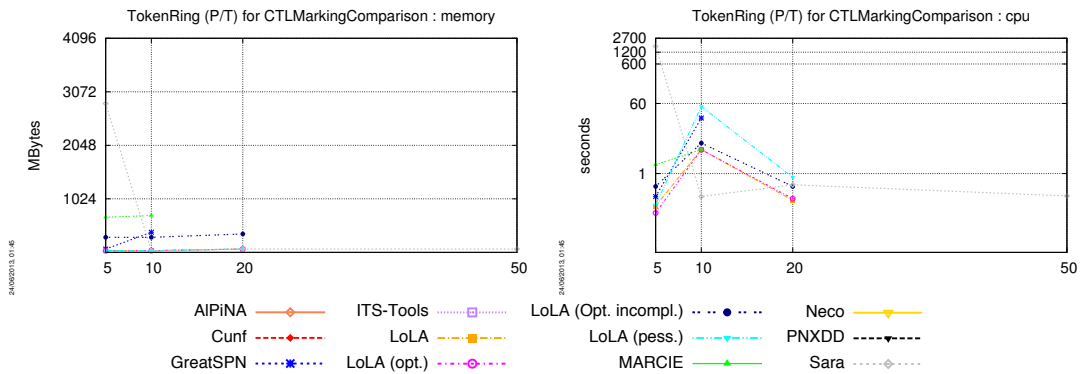 TokenRing (P/T) for CTLMarkingComparison : memory
4096
3072
2048
1024
MBytes
5 10 20 50
24/06/2013, 01:45
TokenRing (P/T) for CTLMarkingComparison : cpu
2700
1200
600
60
1
seconds
5 10 20 50
24/06/2013, 01:45
AlPiNA
Cunf
GreatSPN
ITS-Tools
LoLA
LoLA (opt.)
LoLA (Opt. incompl.)
LoLA (pess.)
MARCIE
Neco
PNXDD
Sara